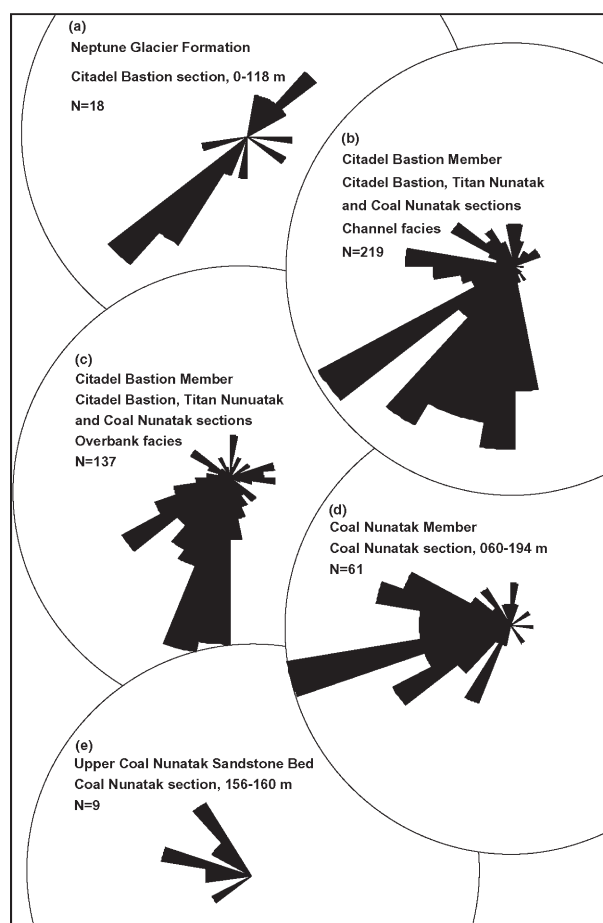 (a)
Neptune Glacier Formation
Citadel Bastion section, 0-118 m
N=18
(b)
Citadel Bastion Member
Citadel Bastion, Titan Nunatak
and Coal Nunatak sections
Channel facies
N=219
(c)
Citadel Bastion Member
Citadel Bastion, Titan Nunuatak
and Coal Nunatak sections
Overbank facies
N=137
(d)
Coal Nunatak Member
Coal Nunatak section, 060-194 m
N=61
(e)
Upper Coal Nunatak Sandstone Bed
Coal Nunatak section, 156-160 m
N=9